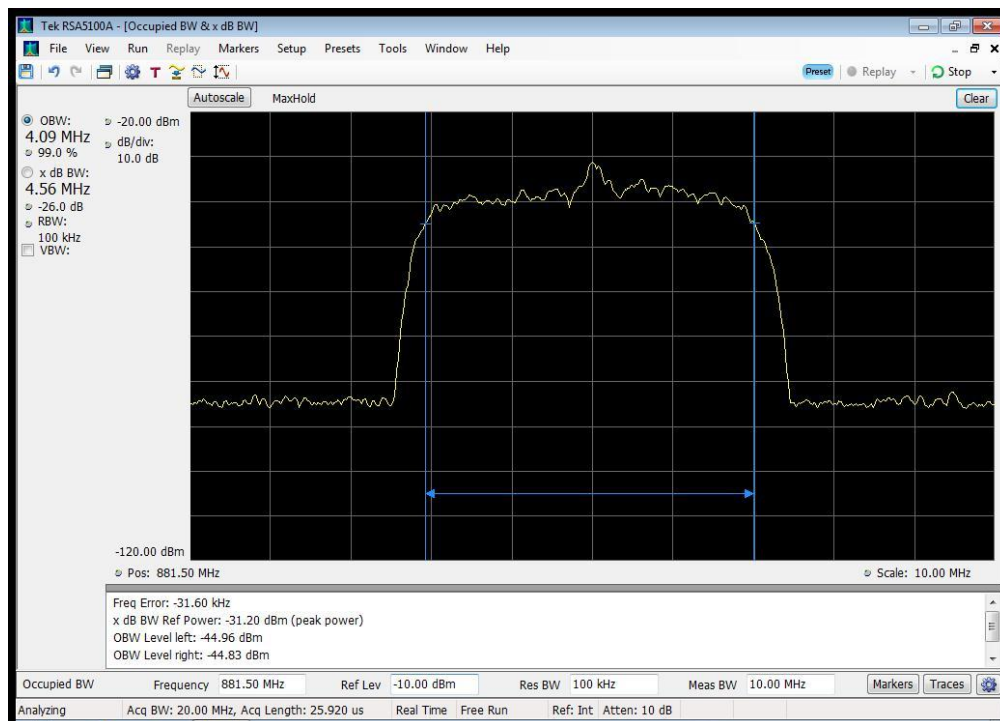 Tek RSA5100A - [Occupied BW & x dB BW]
File View Run Replay Markers Setup Presets Tools Window Help
T Preset Replay Stop
Autoscale MaxHold Clear
OBW:
4.09 MHz
99.0 %
x dB BW:
4.56 MHz
-26.0 dB
RBW:
100 kHz
VBW:
-20.00 dBm
dB/div:
10.0 dB
-120.00 dBm
Pos: 881.50 MHz Scale: 10.00 MHz
Freq Error: -31.60 kHz
x dB BW Ref Power: -31.20 dBm (peak power)
OBW Level left: -44.96 dBm
OBW Level right: -44.83 dBm
Occupied BW Frequency 881.50 MHz Ref Lev -10.00 dBm Res BW 100 kHz Meas BW 10.00 MHz Markers Traces
Analyzing Acq BW: 20.00 MHz, Acq Length: 25.920 us Real Time Free Run Ref: Int Atten: 10 dB